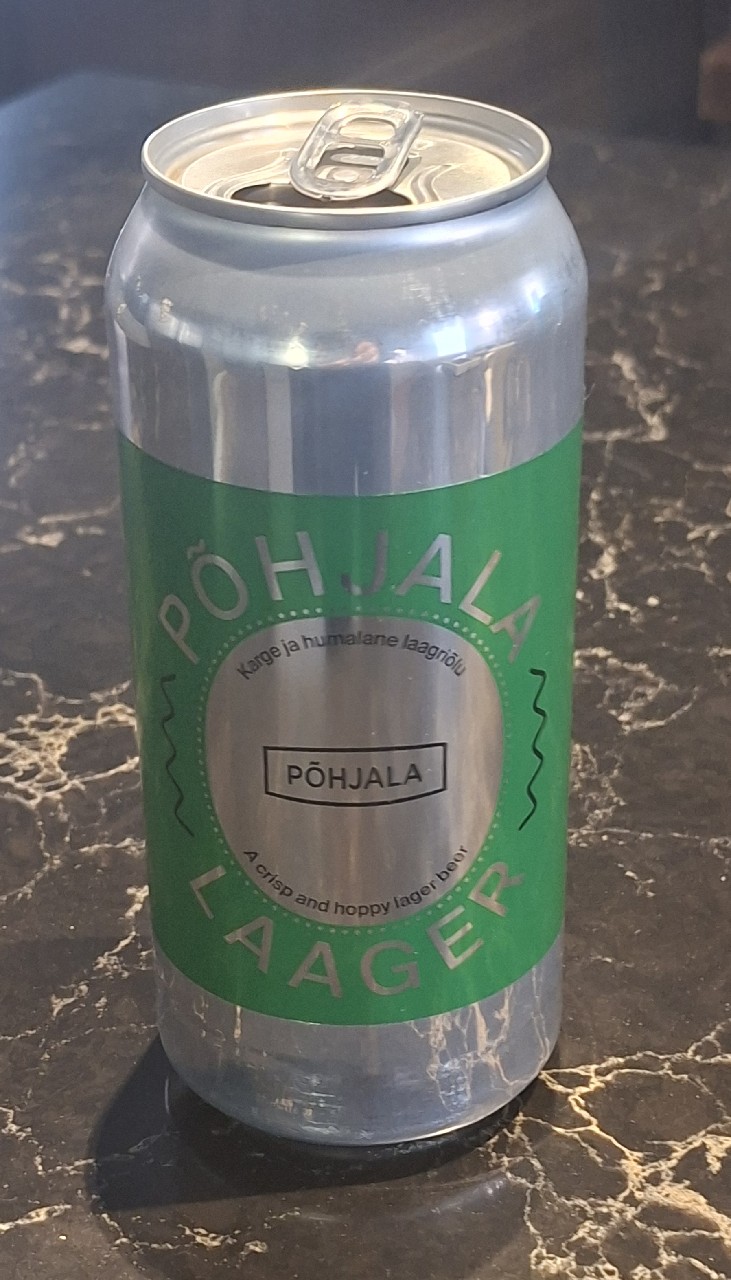 PÕHJALA
Karge ja humalane laagriõlu
PÕHJALA
A crisp and hoppy lager beer
LAAGER